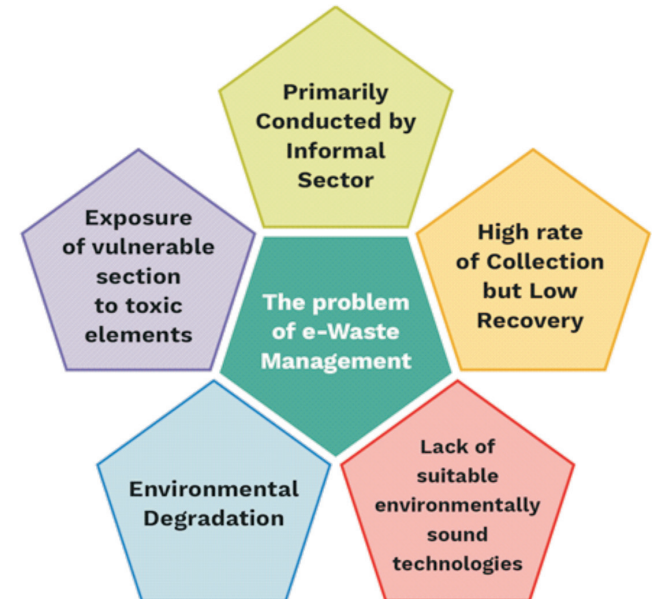 Primarily
Conducted by
Informal
Sector
Exposure
of vulnerable
section
to toxic
elements
High rate
of Collection
but Low
Recovery
The problem
of e-Waste
Management
Environmental
Degradation
Lack of
suitable
environmentally
sound
technologies